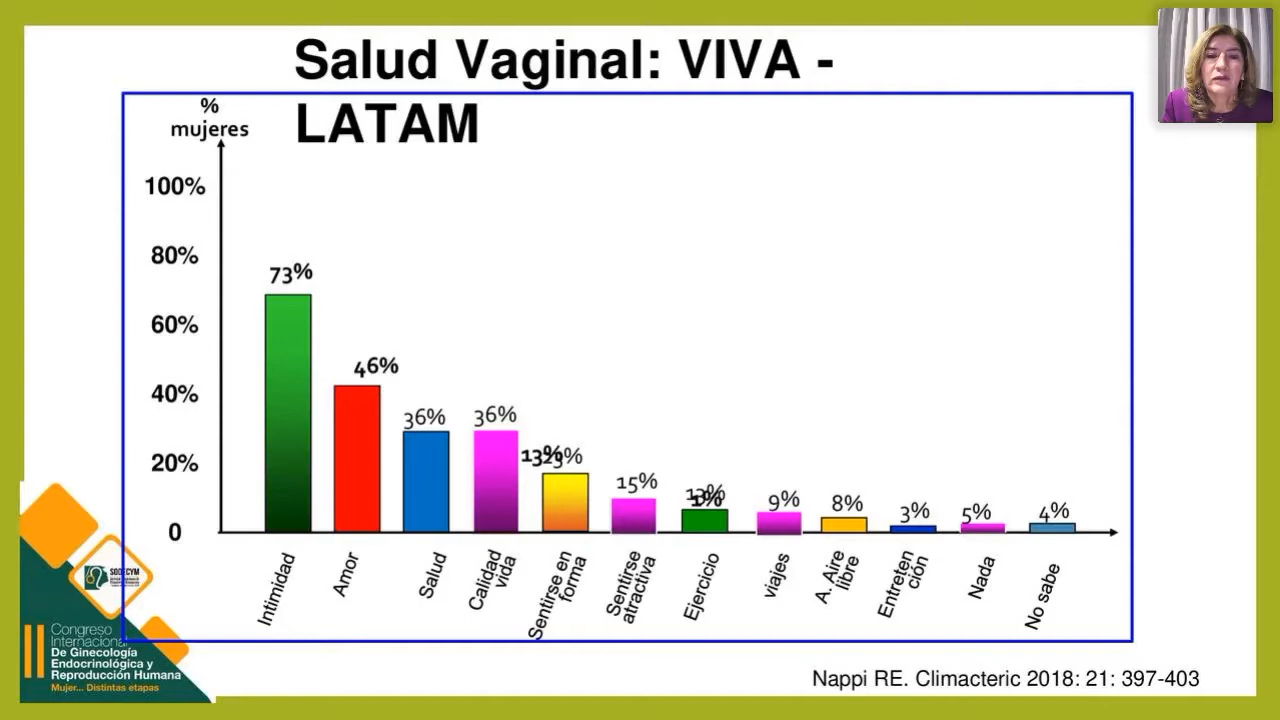 Salud Vaginal: VIVA -
LATAM
%
mujeres
100%
80%
60%
40%
20%
0
73%
46%
36%
36%
13%
15%
9%
8%
3%
5%
4%
Intimidad
Amor
Salud
Calidad
vida
Sentirse en
forma
Sentirse
atractiva
Ejercicio
viajes
A. Aire
libre
Entreten
ción
Nada
No sabe
SODECYM
II
Congreso
Internacional
De Ginecología
Endocrinológica y
Reproducción Humana
Mujer... Distintas etapas
Nappi RE. Climacteric 2018: 21: 397-403